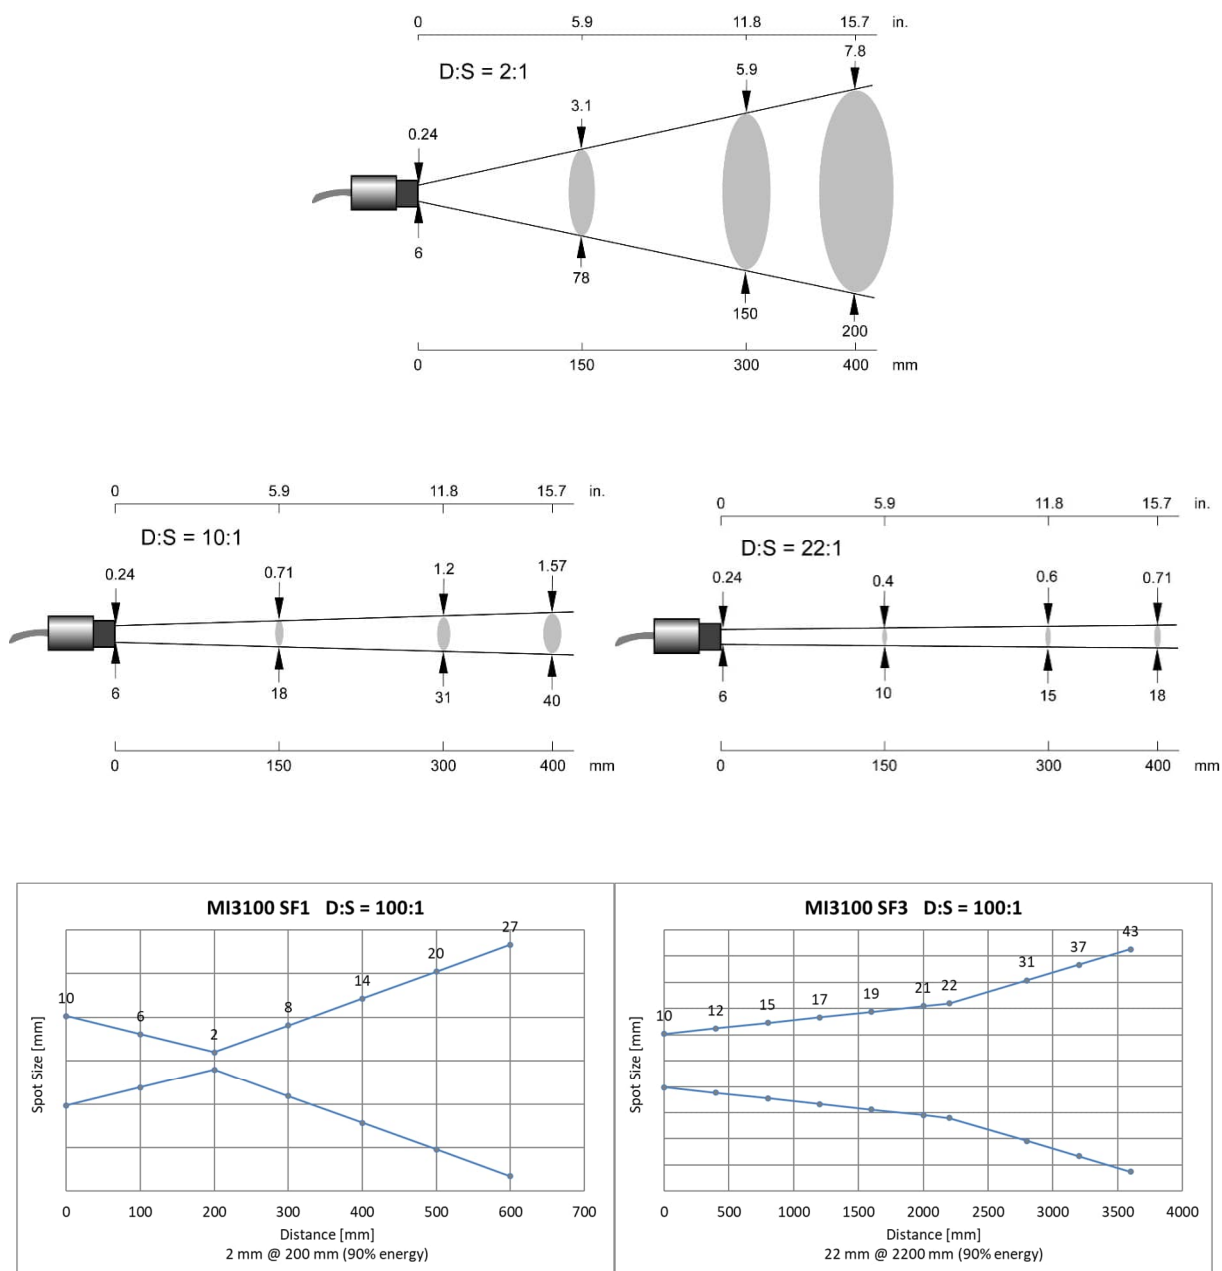 0 5.9 11.8 15.7 in.
D:S = 2:1
7.8
5.9
3.1
0.24
6
78
150
200
0 150 300 400 mm
0 5.9 11.8 15.7 in.
D:S = 10:1
0.24 0.71 1.2 1.57
6 18 31 40
0 150 300 400 mm
0 5.9 11.8 15.7 in.
D:S = 22:1
0.24 0.4 0.6 0.71
6 10 15 18
0 150 300 400 mm
MI3100 SF1 D:S = 100:1
Spot Size [mm]
10 6 2 8 14 20 27
0 100 200 300 400 500 600 700
Distance [mm]
2 mm @ 200 mm (90% energy)
MI3100 SF3 D:S = 100:1
Spot Size [mm]
10 12 15 17 19 21 22 31 37 43
0 500 1000 1500 2000 2500 3000 3500 4000
Distance [mm]
22 mm @ 2200 mm (90% energy)